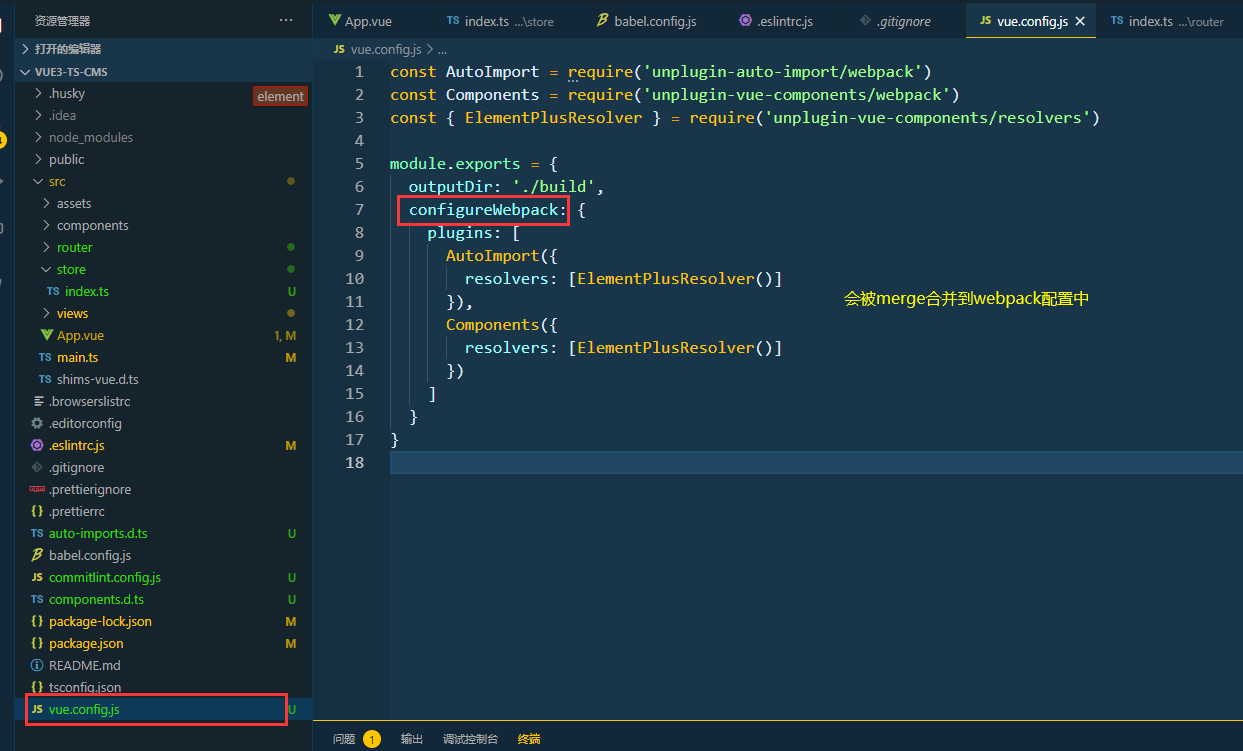 资源管理器 ···
打开的编辑器
VUE3-TS-CMS
.husky
element
.idea
node_modules
public
src
assets
components
router
store
TS index.ts U
views
App.vue 1, M
TS main.ts M
TS shims-vue.d.ts
.browserslistrc
.editorconfig
.eslintrc.js M
.gitignore
.prettierignore
{} .prettierrc
TS auto-imports.d.ts U
babel.config.js
JS commitlint.config.js U
TS components.d.ts U
{} package-lock.json M
{} package.json M
README.md
{} tsconfig.json
JS vue.config.js U
App.vue TS index.ts ...\store babel.config.js .eslintrc.js .gitignore JS vue.config.js × TS index.ts ...\router
JS vue.config.js > ...
1 const AutoImport = require('unplugin-auto-import/webpack')
2 const Components = require('unplugin-vue-components/webpack')
3 const { ElementPlusResolver } = require('unplugin-vue-components/resolvers')
4
5 module.exports = {
6 outputDir: './build',
7 configureWebpack: {
8 plugins: [
9 AutoImport({
10 resolvers: [ElementPlusResolver()]
11 }),
会被merge合并到webpack配置中
12 Components({
13 resolvers: [ElementPlusResolver()]
14 })
15 ]
16 }
17 }
18
问题 1 输出 调试控制台 终端